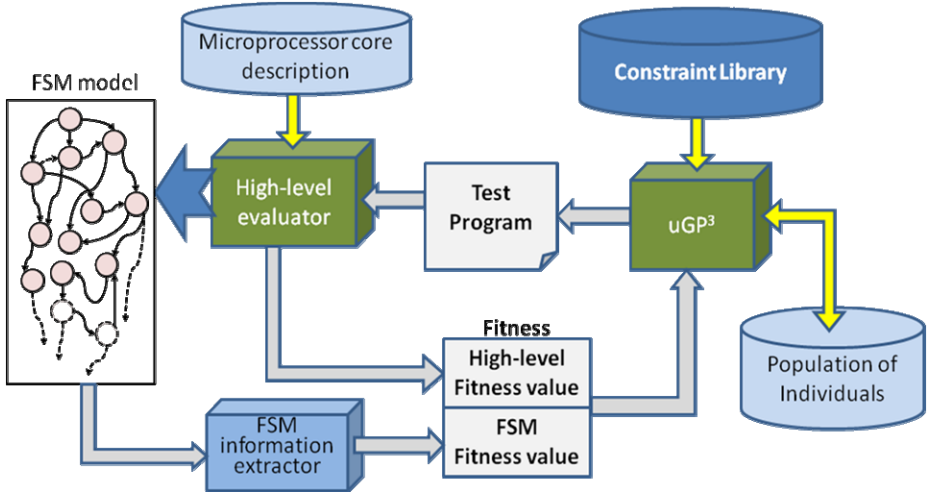 Microprocessor core
description
Constraint Library
FSM model
High-level
evaluator
Test
Program
uGP³
Fitness
High-level
Fitness value
FSM
Fitness value
Population of
Individuals
FSM
information
extractor